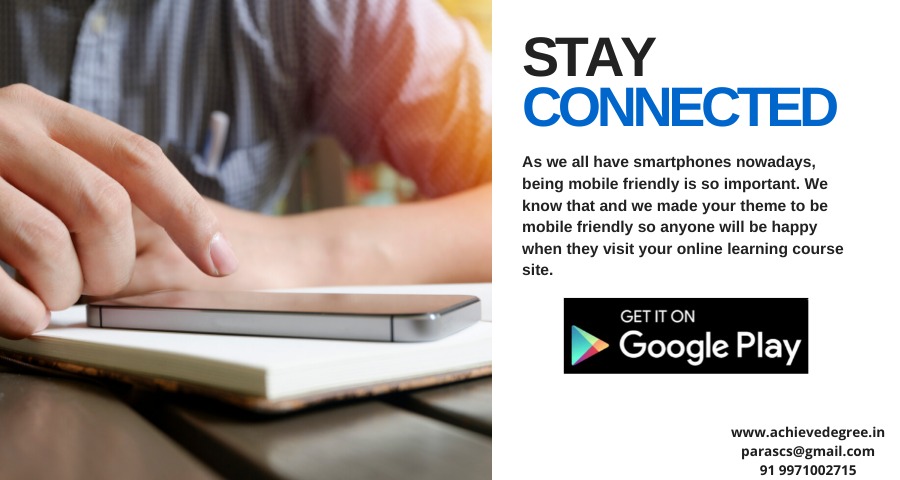 STAY
CONNECTED
As we all have smartphones nowadays,
being mobile friendly is so important. We
know that and we made your theme to be
mobile friendly so anyone will be happy
when they visit your online learning course
site.
GET IT ON
Google Play
www.achievedegree.in
parascs@gmail.com
91 9971002715